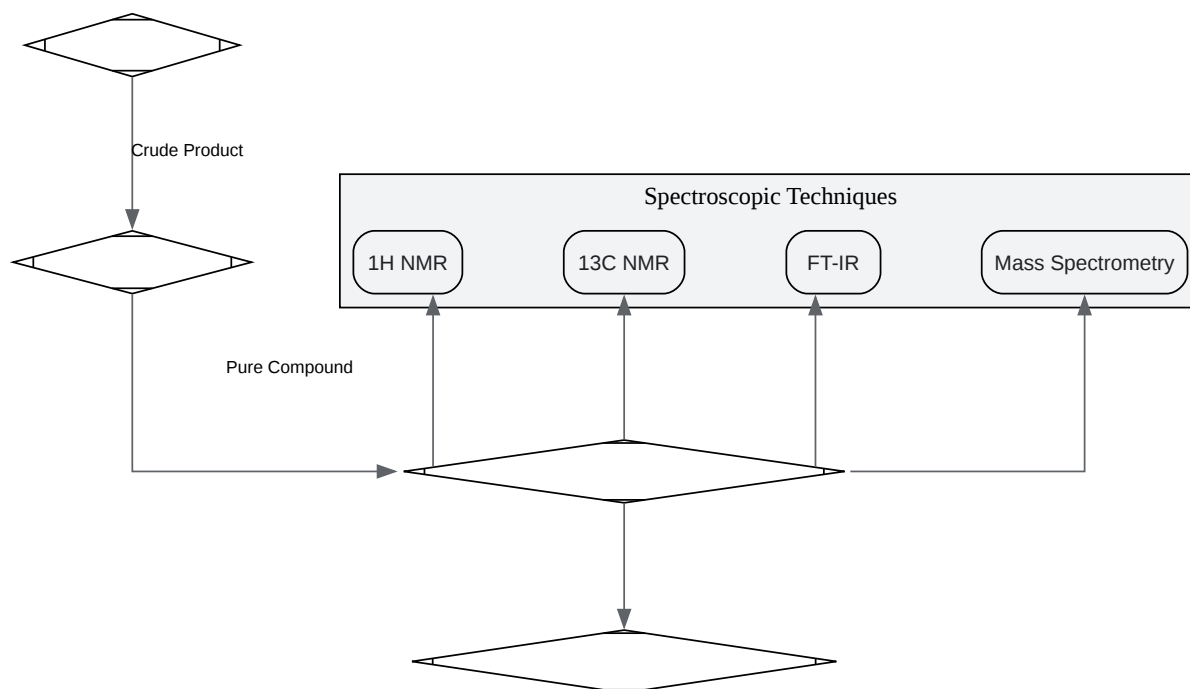 Crude Product
Spectroscopic Techniques
1H NMR
13C NMR
FT-IR
Mass Spectrometry
Pure Compound